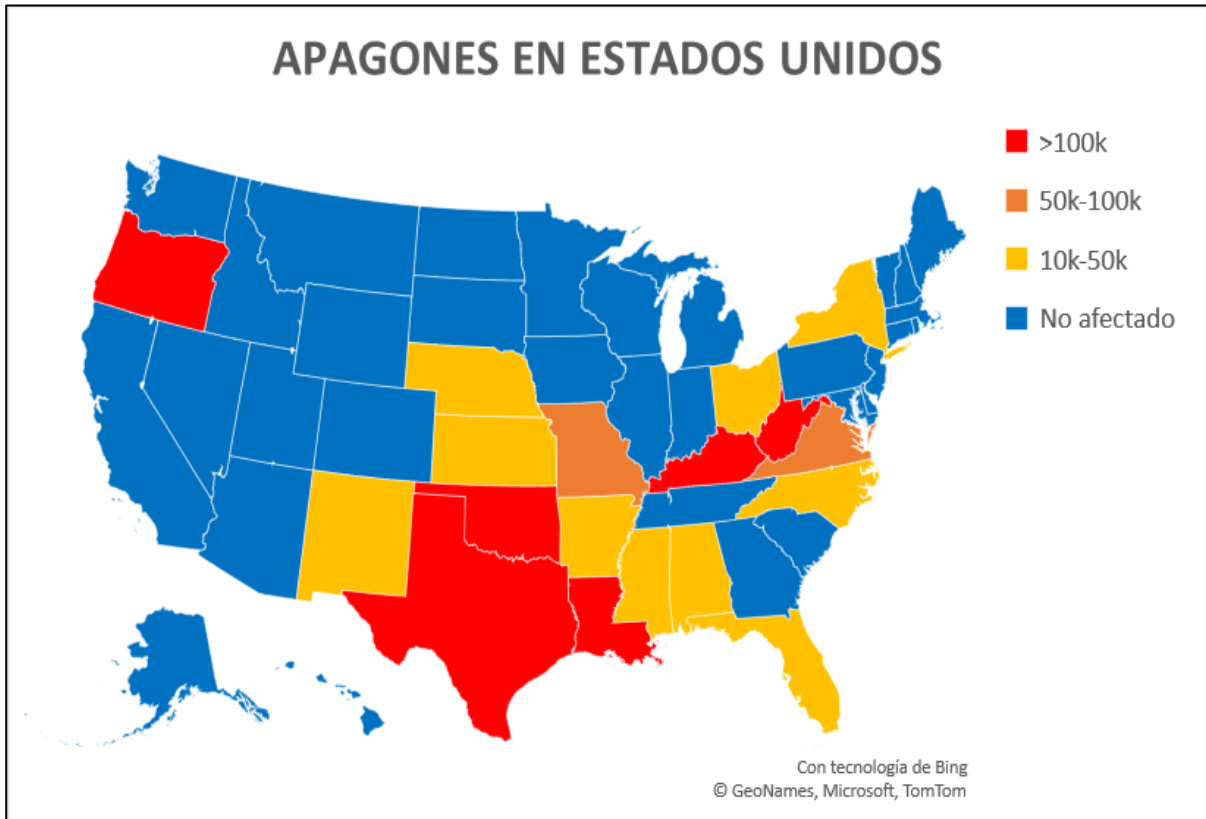 APAGONES EN ESTADOS UNIDOS
>100k
50k-100k
10k-50k
No afectado
Con tecnología de Bing
© GeoNames, Microsoft, TomTom